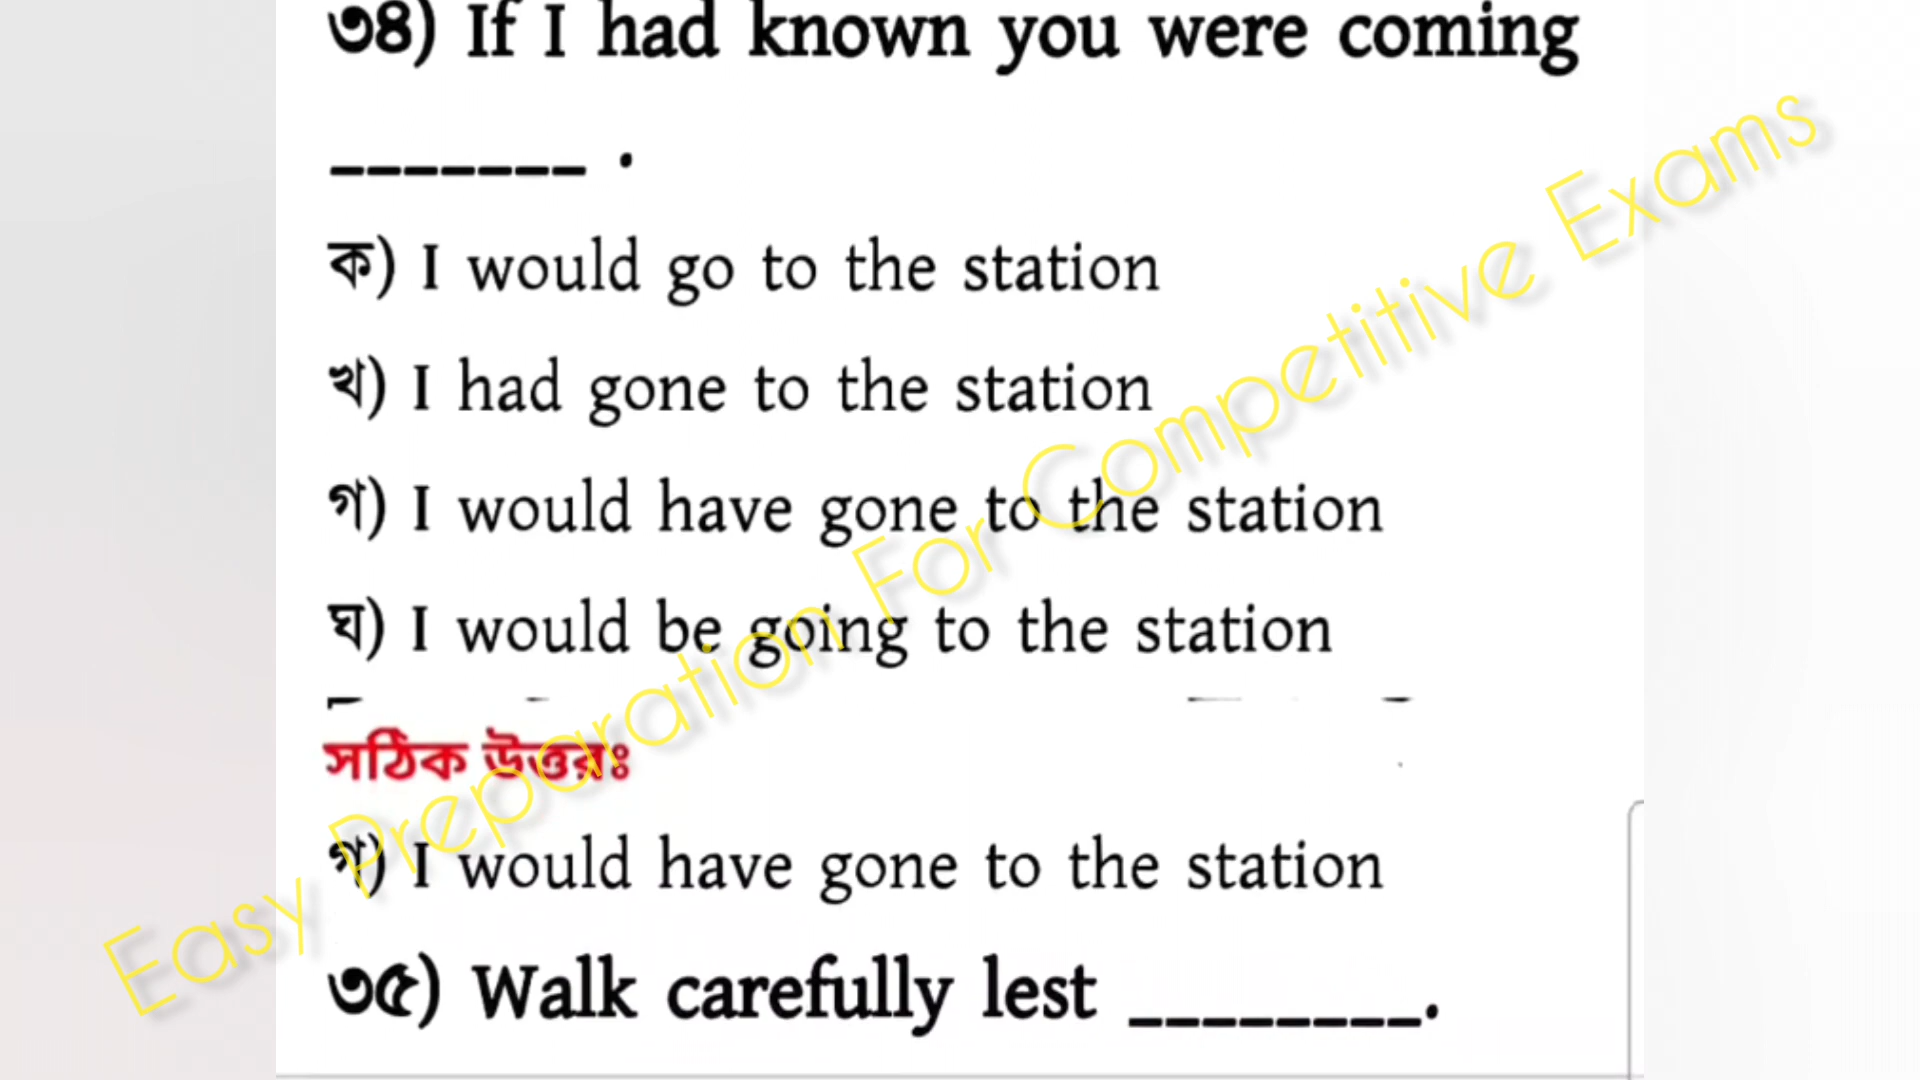 ৩৪) If I had known you were coming
_______ .
ক) I would go to the station
খ) I had gone to the station
গ) I would have gone to the station
ঘ) I would be going to the station
সঠিক উত্তরঃ
গ) I would have gone to the station
৩৫) Walk carefully lest ________.
Easy Preparation For Competitive Exams